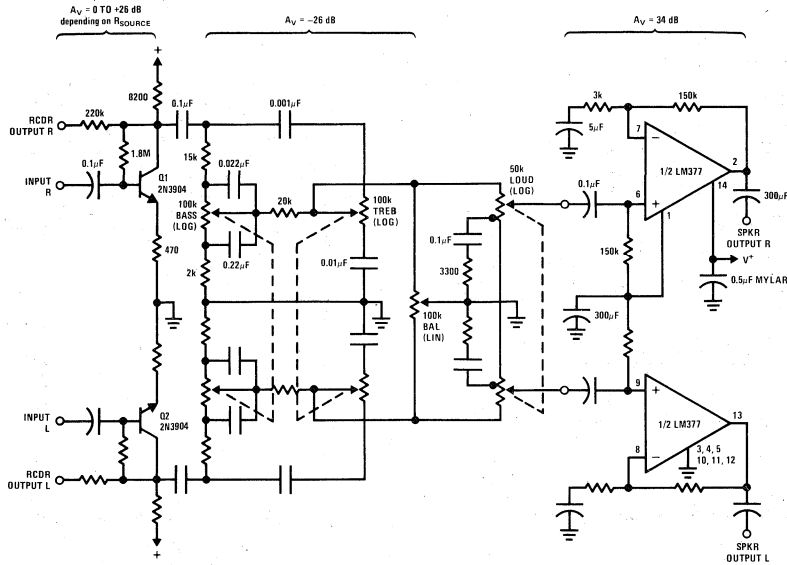 A_V = 0 TO +26 dB
depending on R_SOURCE
A_V = −26 dB
A_V = 34 dB
+
8200
0.1μF
0.001μF
RCDR
OUTPUT R
220k
1.8M
0.1μF
INPUT
R
Q1
2N3904
470
15k
0.022μF
100k
BASS
(LOG)
20k
0.22μF
2k
100k
TREB
(LOG)
0.01μF
50k
LOUD
(LOG)
0.1μF
3300
100k
BAL
(LIN)
3k
150k
5μF
7
−
1/2 LM377
2
0.1μF
6
+
1
14
300μF
SPKR
OUTPUT R
150k
V+
0.5μF MYLAR
300μF
INPUT
L
Q2
2N3904
RCDR
OUTPUT L
+
9
+
1/2 LM377
13
8
−
3, 4, 5
10, 11, 12
SPKR
OUTPUT L